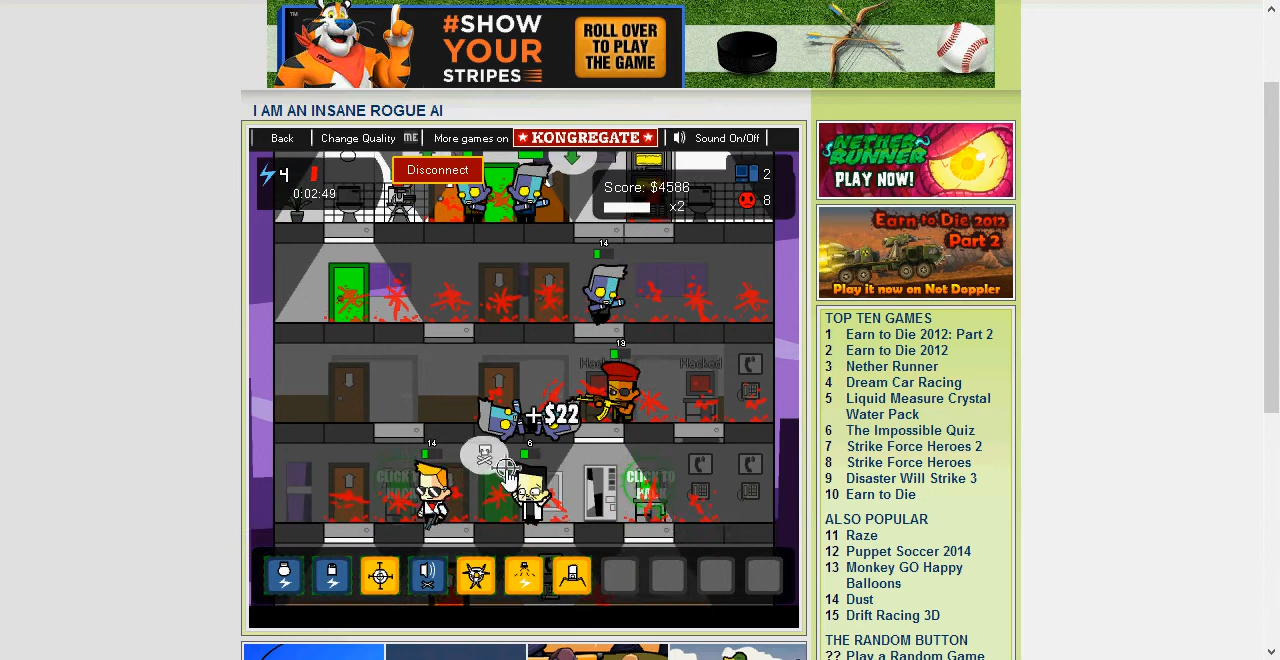 #SHOW
YOUR
STRIPES
ROLL OVER
TO PLAY
THE GAME
TONY
I AM AN INSANE ROGUE AI
Back
Change Quality
ME
More games on
KONGREGATE
Sound On/Off
4
0:02:49
Disconnect
Score: $4586
x2
2
8
14
19
Hacked
+$22
14
6
CLICK TO
HACK
NETHER
RUNNER
PLAY NOW!
Earn to Die 2012
Part 2
Play it now on Not Doppler
TOP TEN GAMES
1 Earn to Die 2012: Part 2
2 Earn to Die 2012
3 Nether Runner
4 Dream Car Racing
5 Liquid Measure Crystal
Water Pack
6 The Impossible Quiz
7 Strike Force Heroes 2
8 Strike Force Heroes
9 Disaster Will Strike 3
10 Earn to Die
ALSO POPULAR
11 Raze
12 Puppet Soccer 2014
13 Monkey GO Happy
Balloons
14 Dust
15 Drift Racing 3D
THE RANDOM BUTTON
?? Play a Random Game